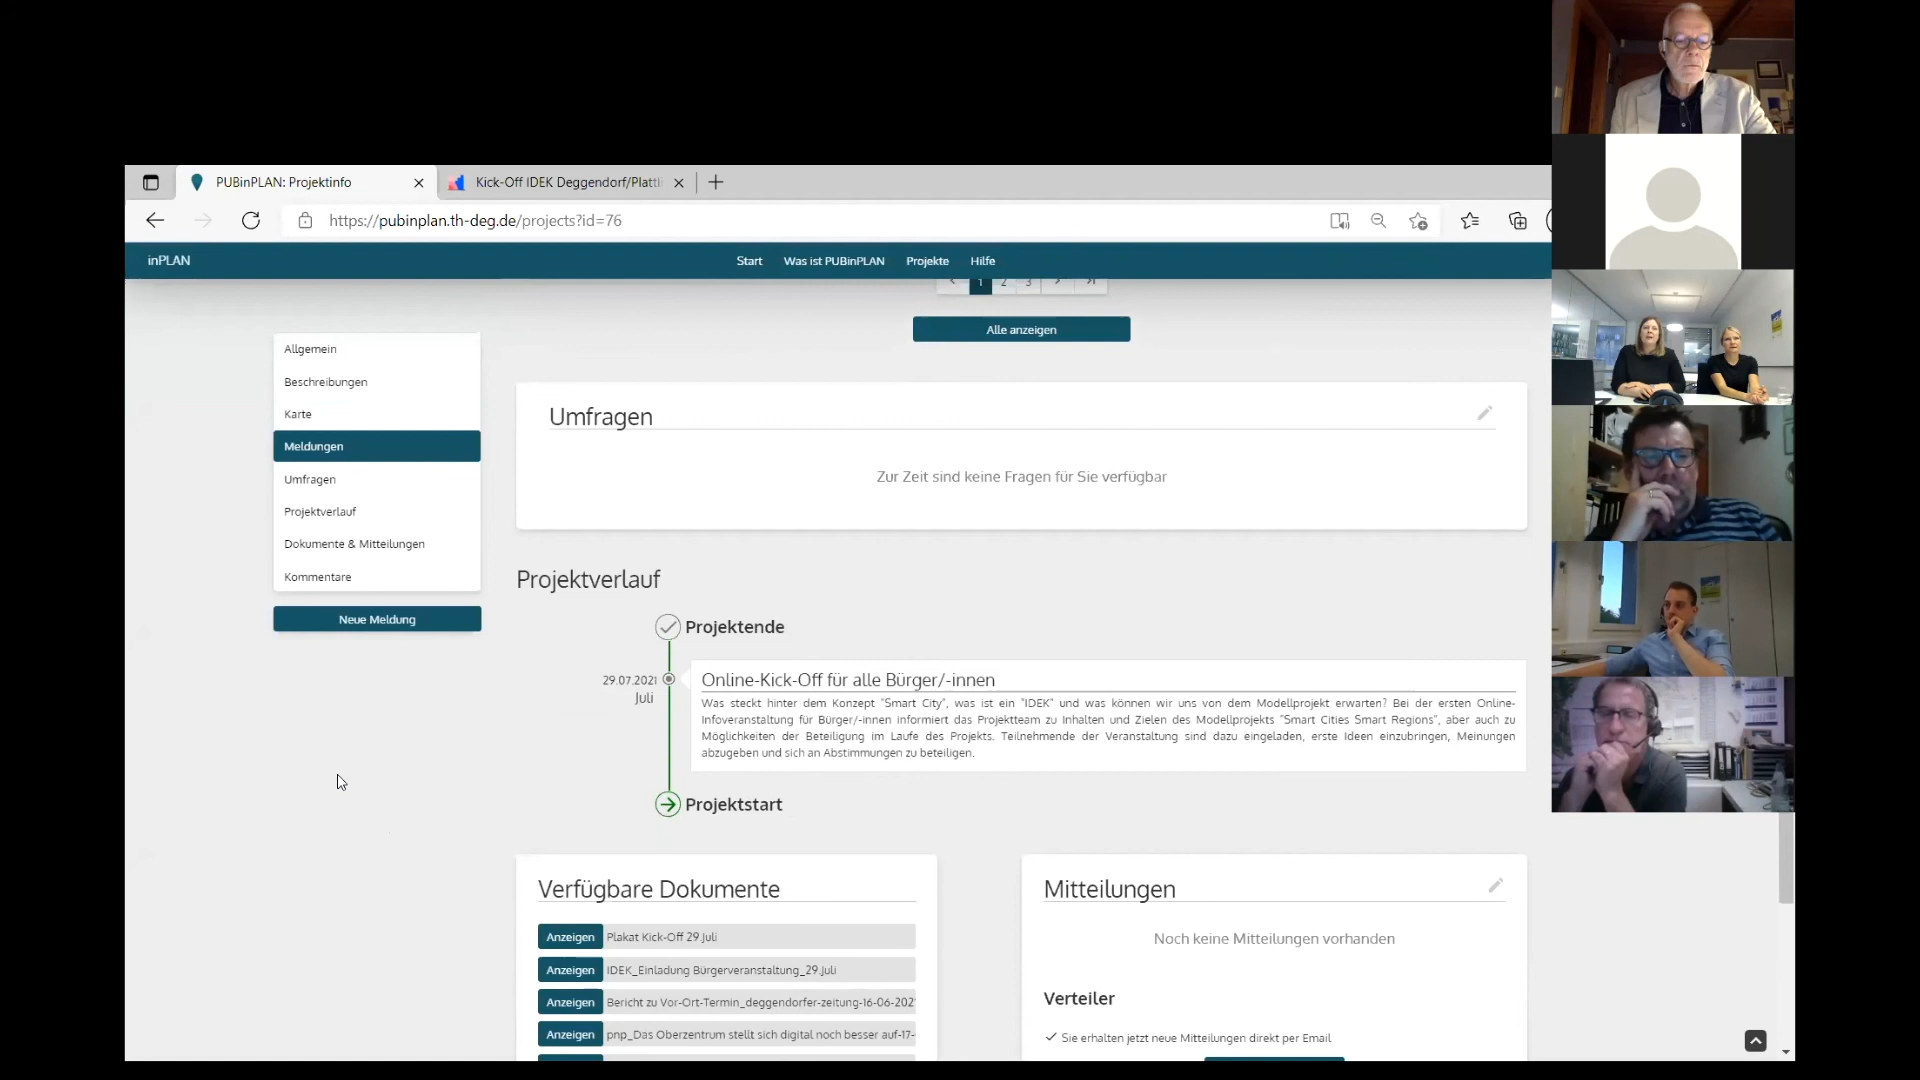 PUBinPLAN: Projektinfo
Kick-Off IDEK Deggendorf/Plattli
https://pubinplan.th-deg.de/projects?id=76
inPLAN
Start Was ist PUBinPLAN Projekte Hilfe
1 2 3
Alle anzeigen
Allgemein
Beschreibungen
Karte
Meldungen
Umfragen
Projektverlauf
Dokumente & Mitteilungen
Kommentare
Neue Meldung
Umfragen
Zur Zeit sind keine Fragen für Sie verfügbar
Projektverlauf
Projektende
29.07.2021
Juli
Online-Kick-Off für alle Bürger/-innen
Was steckt hinter dem Konzept "Smart City", was ist ein "IDEK" und was können wir uns von dem Modellprojekt erwarten? Bei der ersten Online-
Infoveranstaltung für Bürger/-innen informiert das Projektteam zu Inhalten und Zielen des Modellprojekts "Smart Cities Smart Regions", aber auch zu
Möglichkeiten der Beteiligung im Laufe des Projekts. Teilnehmende der Veranstaltung sind dazu eingeladen, erste Ideen einzubringen, Meinungen
abzugeben und sich an Abstimmungen zu beteiligen.
Projektstart
Verfügbare Dokumente
Anzeigen Plakat Kick-Off 29.Juli
Anzeigen IDEK_Einladung Bürgerveranstaltung_29.Juli
Anzeigen Bericht zu Vor-Ort-Termin_deggendorfer-zeitung-16-06-202
Anzeigen pnp_Das Oberzentrum stellt sich digital noch besser auf-17-
Mitteilungen
Noch keine Mitteilungen vorhanden
Verteiler
Sie erhalten jetzt neue Mitteilungen direkt per Email